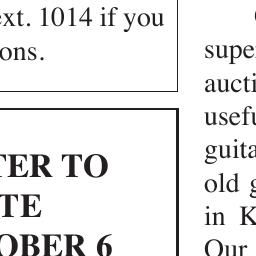 ext. 1014 if you
ons.
TER TO
TE
OBER 6
super
aucti
usefu
guita
old g
in K
Our